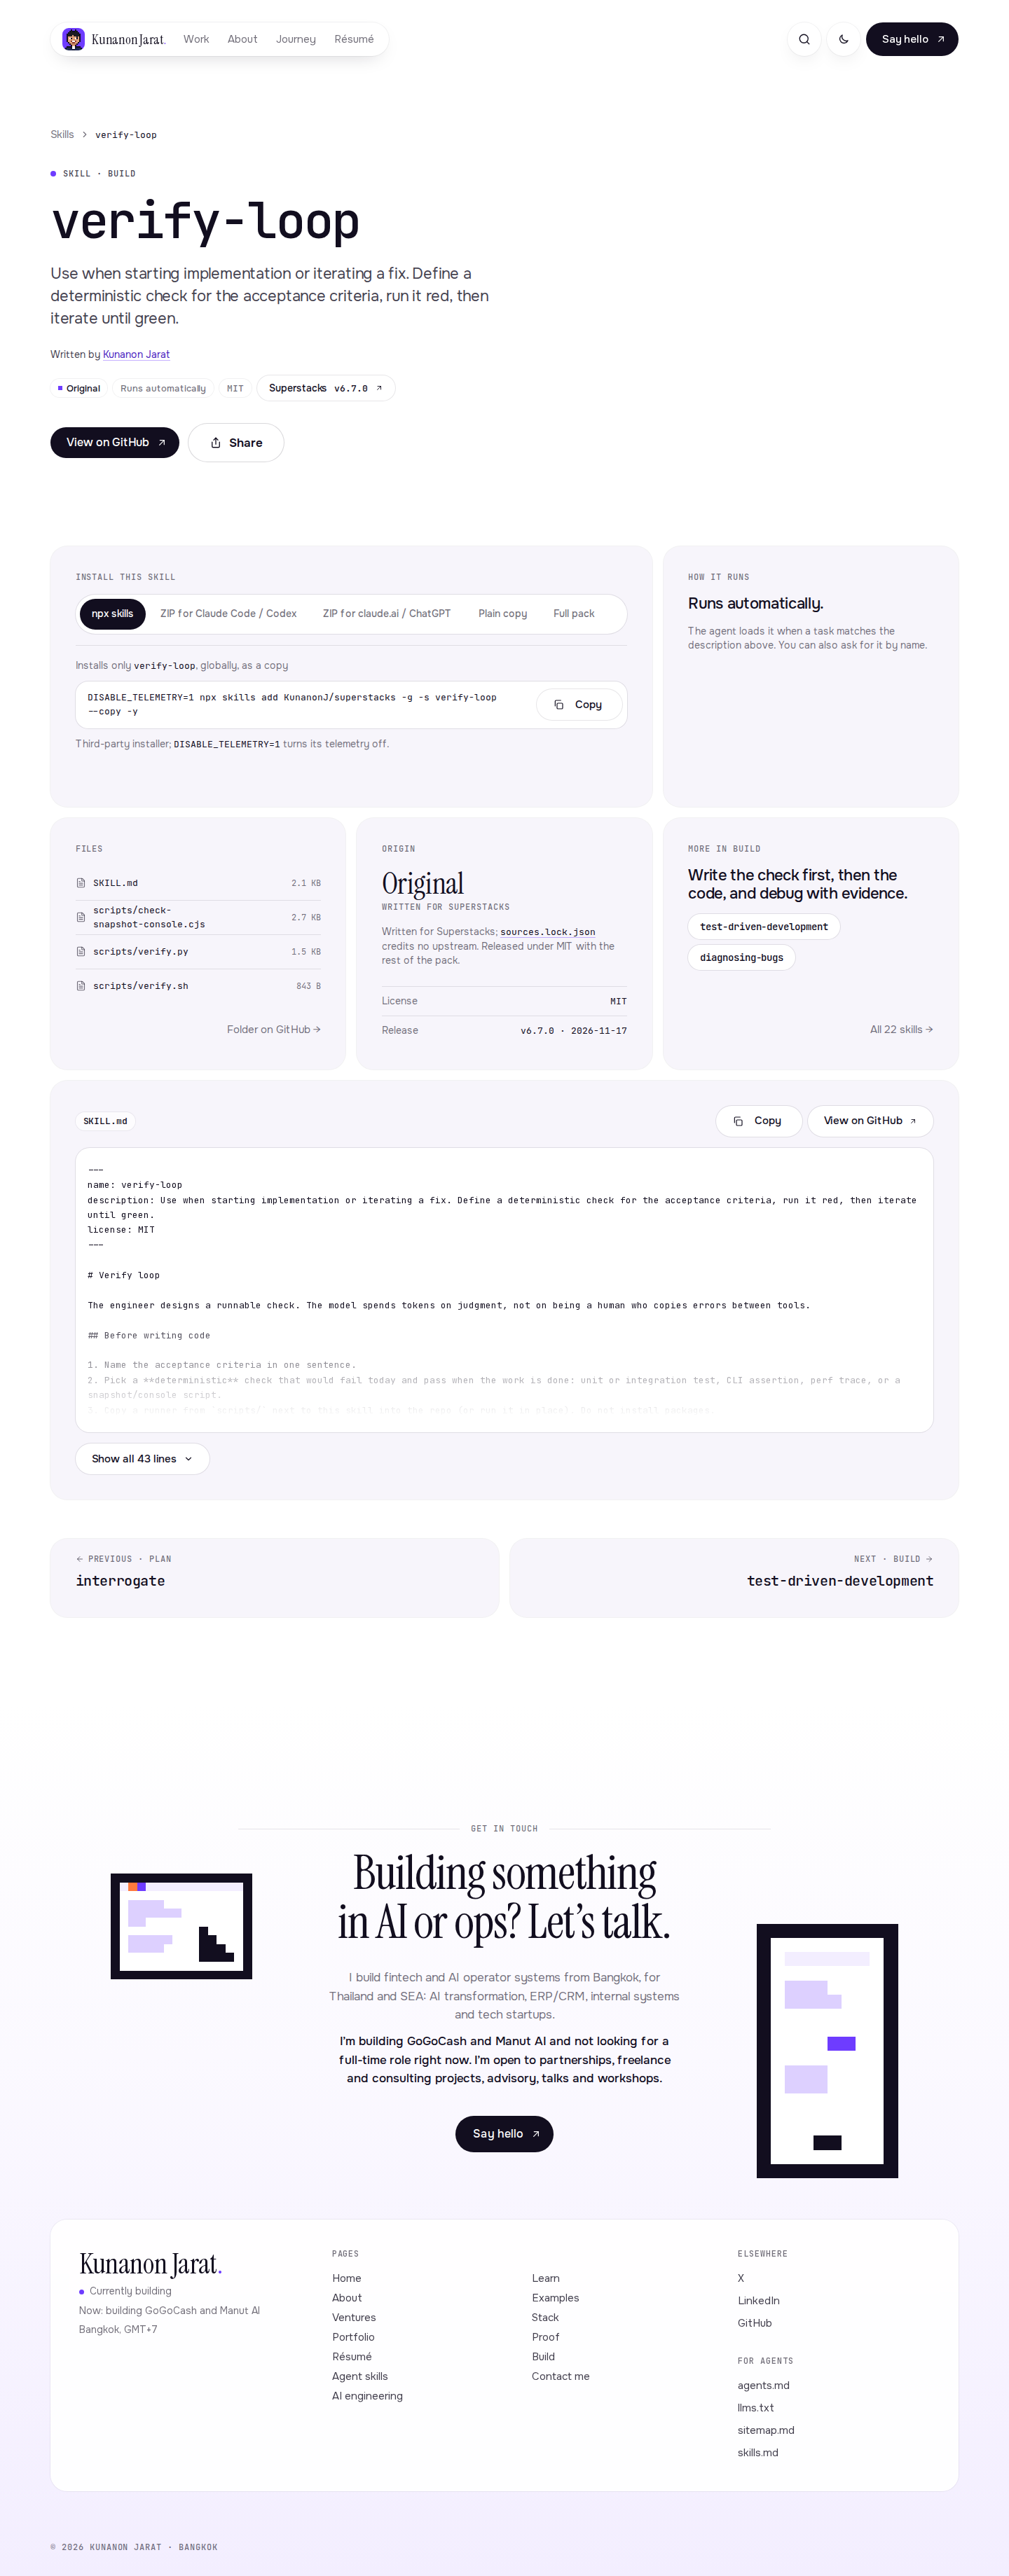 Kunanon Jarat.
Work
About
Journey
Résumé
Say hello
Skills
verify-loop
SKILL · BUILD
verify-loop
Use when starting implementation or iterating a fix. Define a
deterministic check for the acceptance criteria, run it red, then
iterate until green.
Written by Kunanon Jarat
Original
Runs automatically
MIT
Superstacks v6.7.0
View on GitHub
Share
INSTALL THIS SKILL
npx skills
ZIP for Claude Code / Codex
ZIP for claude.ai / ChatGPT
Plain copy
Full pack
Installs only verify-loop, globally, as a copy
DISABLE_TELEMETRY=1 npx skills add KunanonJ/superstacks -g -s verify-loop
--copy -y
Copy
Third-party installer; DISABLE_TELEMETRY=1 turns its telemetry off.
HOW IT RUNS
Runs automatically.
The agent loads it when a task matches the
description above. You can also ask for it by name.
FILES
SKILL.md 2.1 KB
scripts/check-
snapshot-console.cjs 2.7 KB
scripts/verify.py 1.5 KB
scripts/verify.sh 843 B
Folder on GitHub →
ORIGIN
Original
WRITTEN FOR SUPERSTACKS
Written for Superstacks; sources.lock.json
credits no upstream. Released under MIT with the
rest of the pack.
License MIT
Release v6.7.0 · 2026-11-17
MORE IN BUILD
Write the check first, then the
code, and debug with evidence.
test-driven-development
diagnosing-bugs
All 22 skills →
SKILL.md
Copy
View on GitHub
---
name: verify-loop
description: Use when starting implementation or iterating a fix. Define a deterministic check for the acceptance criteria, run it red, then iterate
until green.
license: MIT
---
# Verify loop
The engineer designs a runnable check. The model spends tokens on judgment, not on being a human who copies errors between tools.
## Before writing code
1. Name the acceptance criteria in one sentence.
2. Pick a **deterministic** check that would fail today and pass when the work is done: unit or integration test, CLI assertion, perf trace, or a
snapshot/console script.
3. Copy a runner from `scripts/` next to this skill into the repo (or run it in place). Do not install packages
Show all 43 lines
← PREVIOUS · PLAN
interrogate
NEXT · BUILD →
test-driven-development
GET IN TOUCH
Building something
in AI or ops? Let’s talk.
I build fintech and AI operator systems from Bangkok, for
Thailand and SEA: AI transformation, ERP/CRM, internal systems
and tech startups.
I’m building GoGoCash and Manut AI and not looking for a
full-time role right now. I’m open to partnerships, freelance
and consulting projects, advisory, talks and workshops.
Say hello
Kunanon Jarat.
Currently building
Now: building GoGoCash and Manut AI
Bangkok, GMT+7
PAGES
Home
About
Ventures
Portfolio
Résumé
Agent skills
AI engineering
Learn
Examples
Stack
Proof
Build
Contact me
ELSEWHERE
X
LinkedIn
GitHub
FOR AGENTS
agents.md
llms.txt
sitemap.md
skills.md
© 2026 KUNANON JARAT · BANGKOK